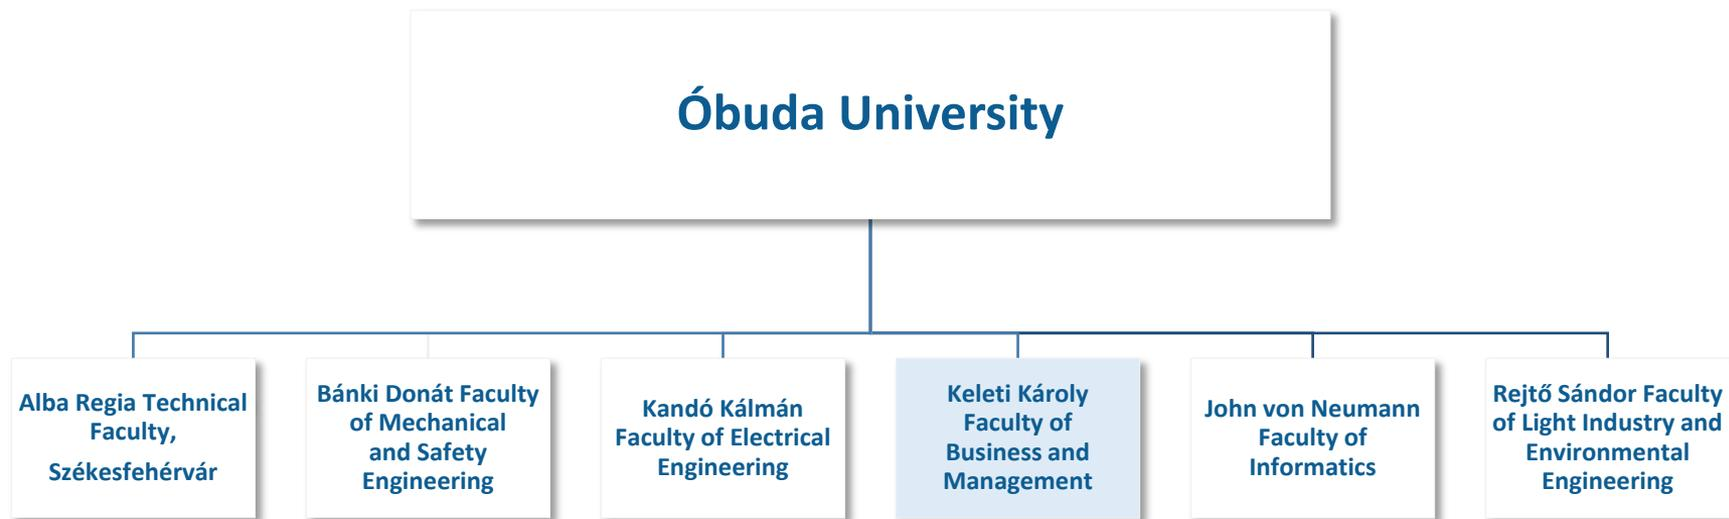 Óbuda University
Alba Regia Technical
Faculty,
Székesfehérvár
Bánki Donát Faculty
of Mechanical
and Safety
Engineering
Kandó Kálmán
Faculty of Electrical
Engineering
Keleti Károly
Faculty of
Business and
Management
John von Neumann
Faculty of
Informatics
Rejtő Sándor Faculty
of Light Industry and
Environmental
Engineering